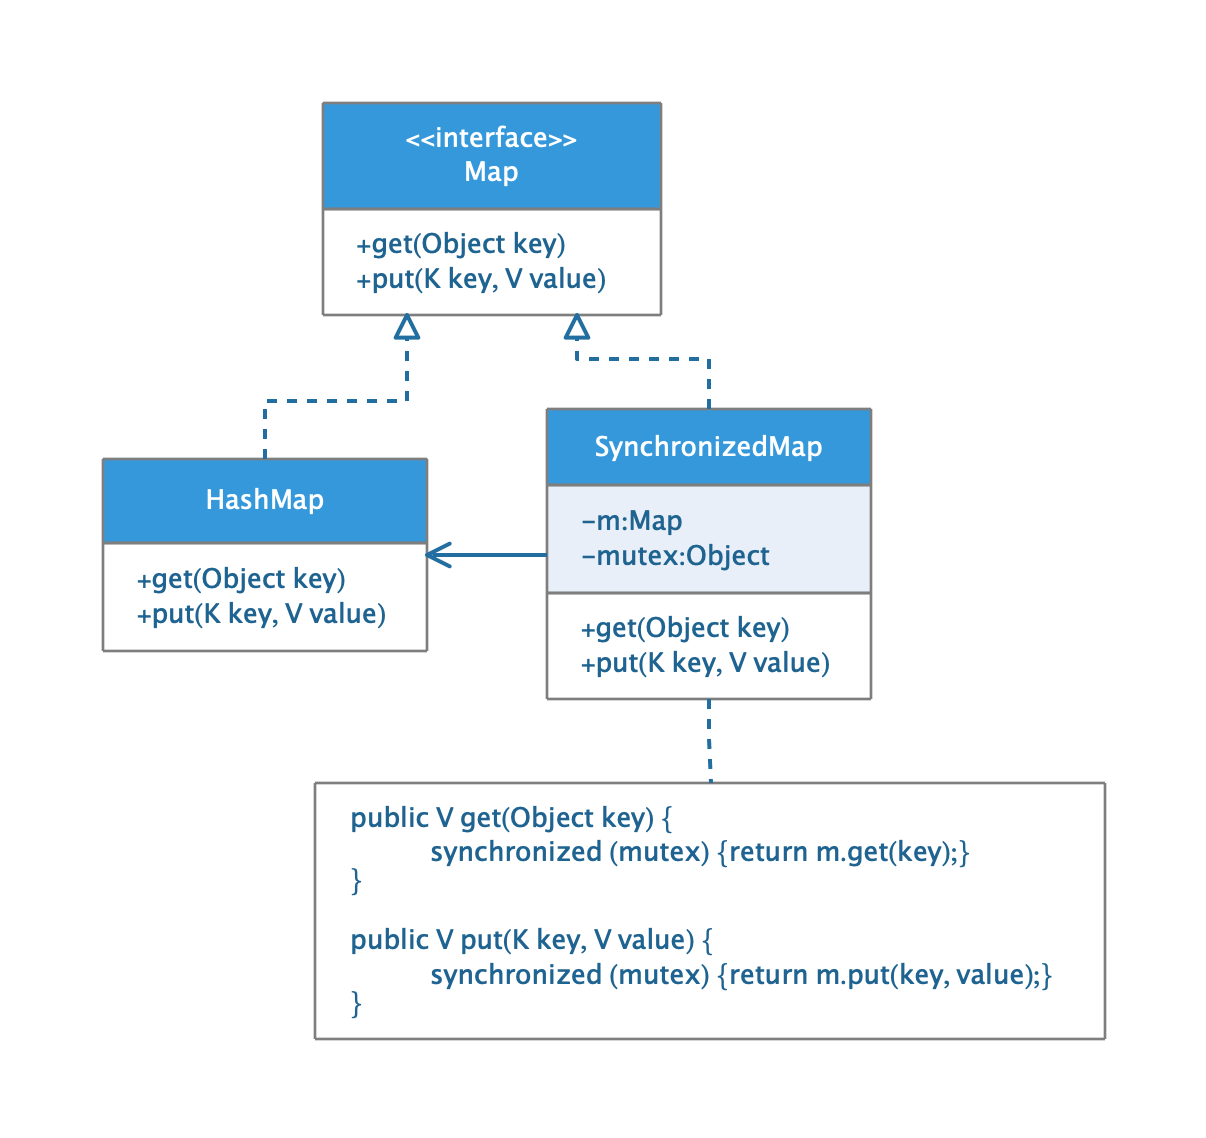 <<interface>>
Map
+get(Object key)
+put(K key, V value)
HashMap
+get(Object key)
+put(K key, V value)
SynchronizedMap
−m:Map
−mutex:Object
+get(Object key)
+put(K key, V value)
public V get(Object key) {
synchronized (mutex) {return m.get(key);}
}
public V put(K key, V value) {
synchronized (mutex) {return m.put(key, value);}
}